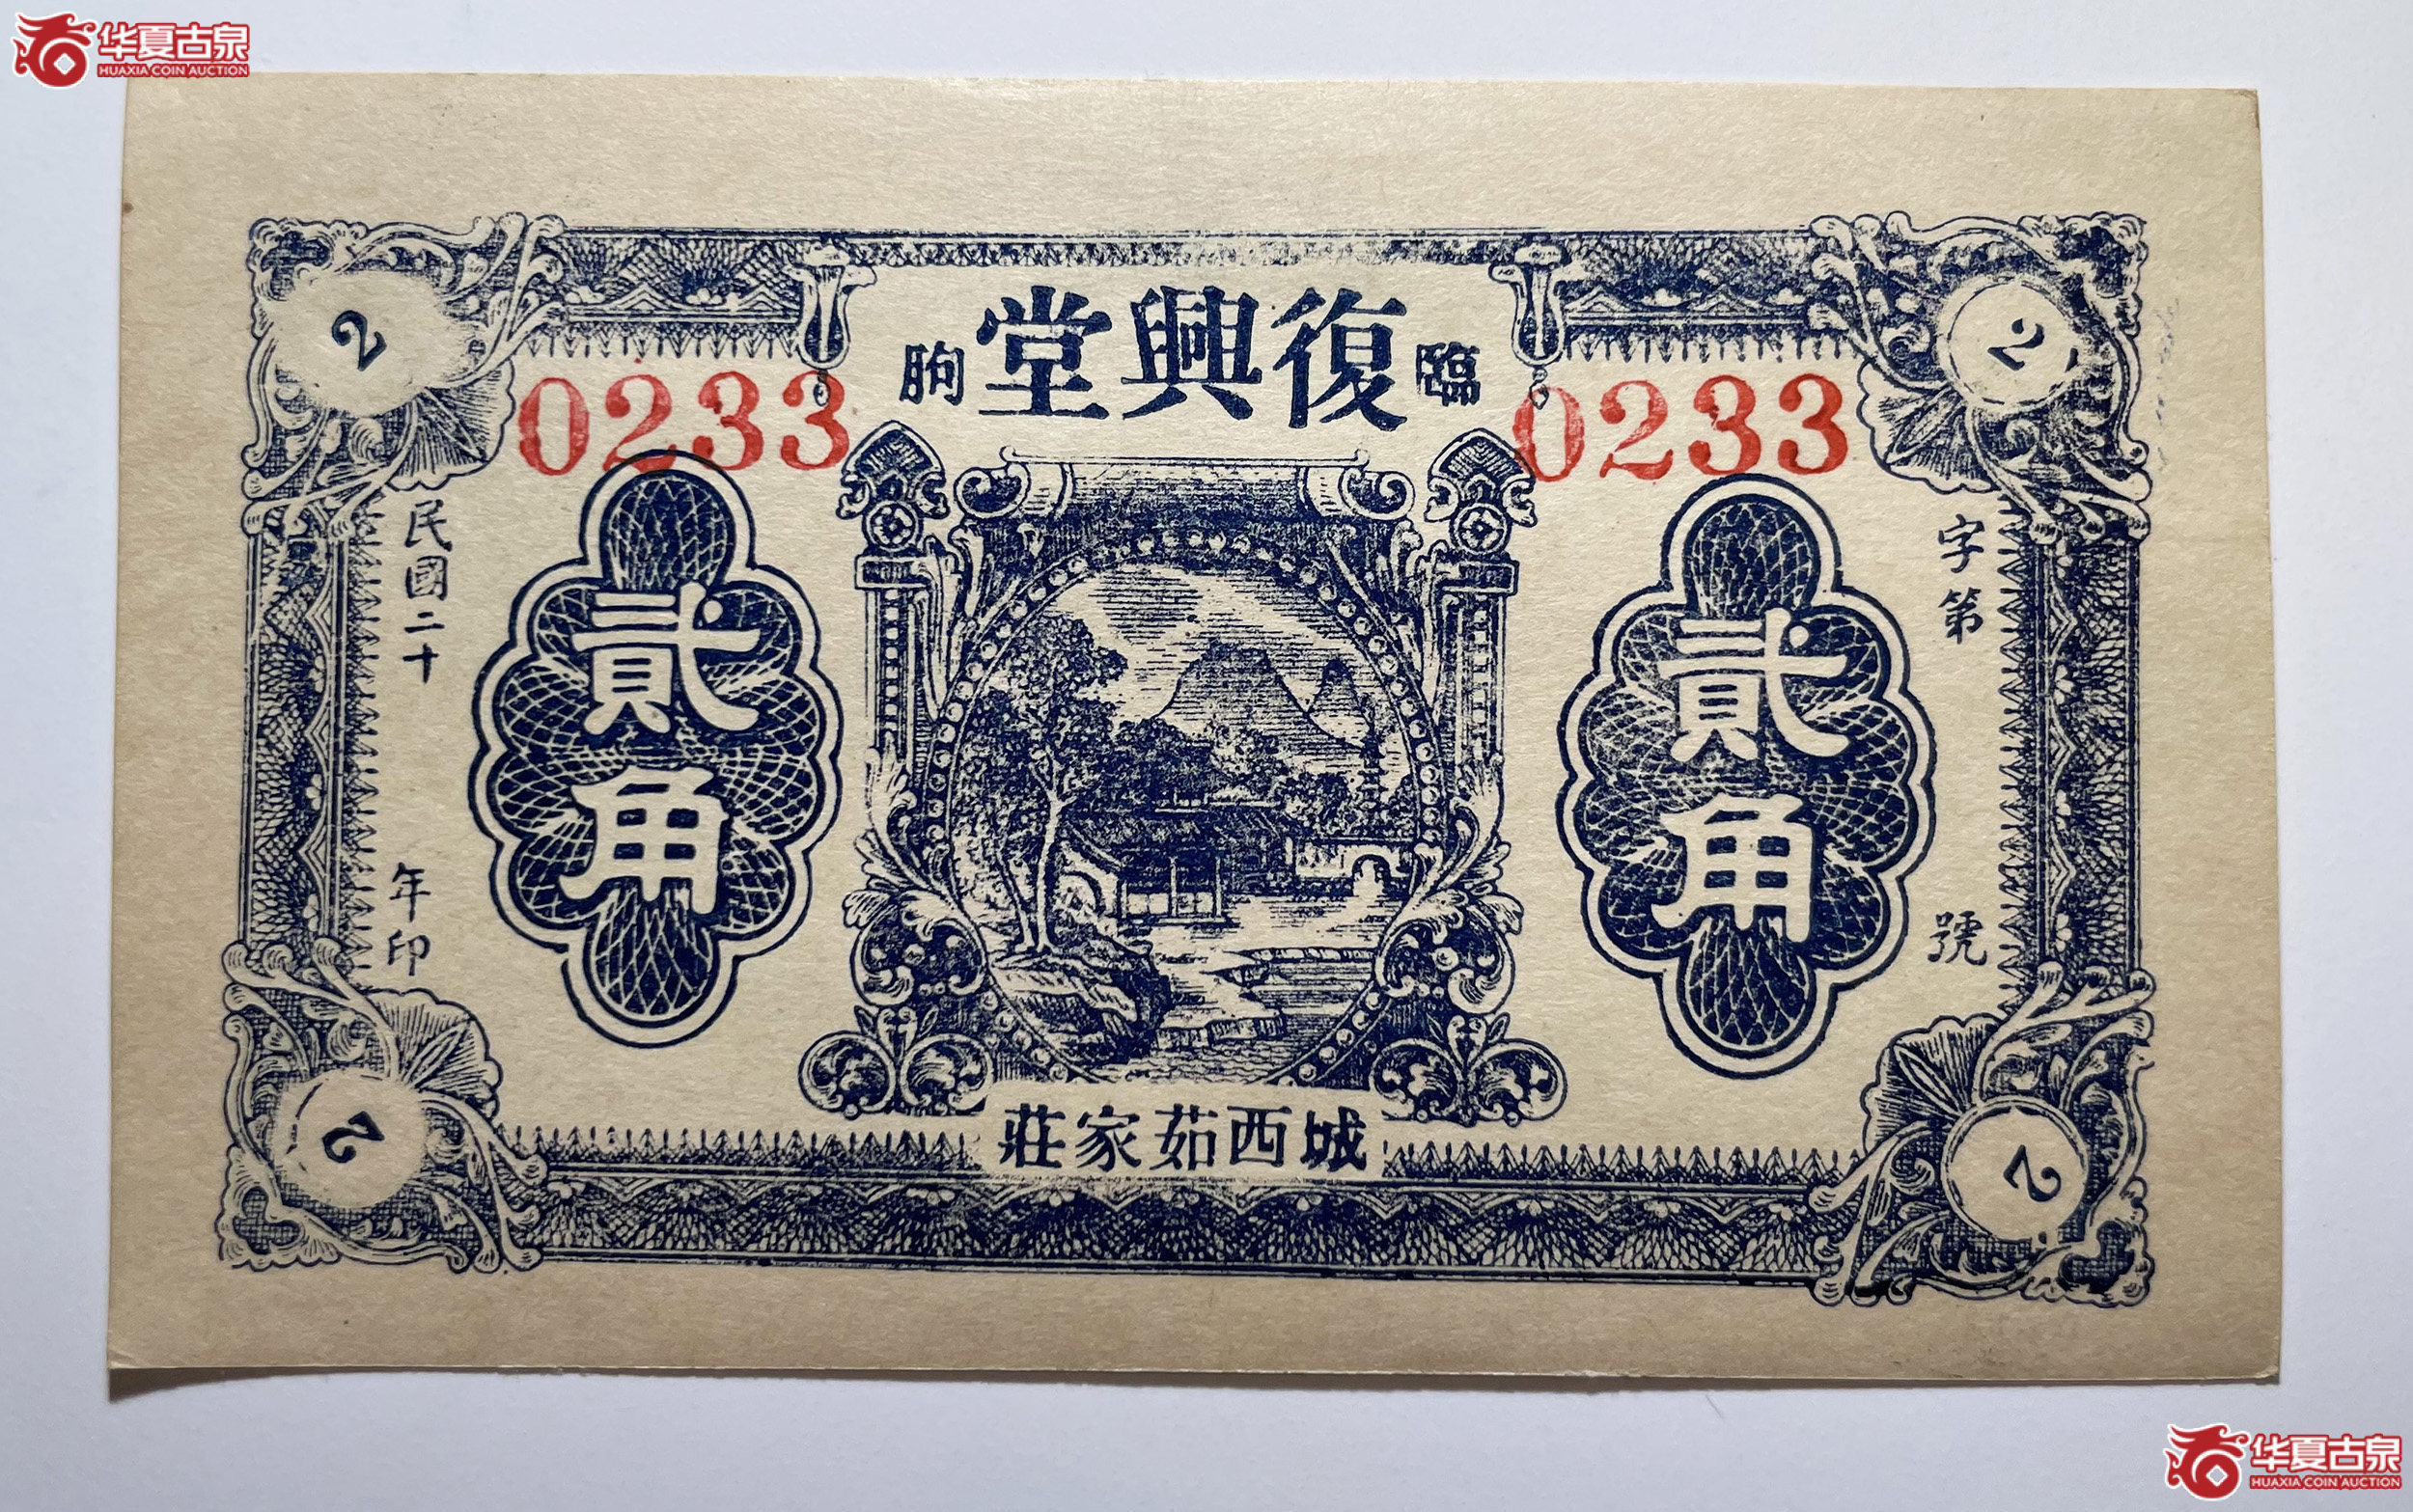 华夏古泉
HUAXIA COIN AUCTION
臨 復興堂 朐
0233
0233
2
2
字第 號
貳角
貳角
民國二十 年印
城西茹家莊
2
2
华夏古泉
HUAXIA COIN AUCTION